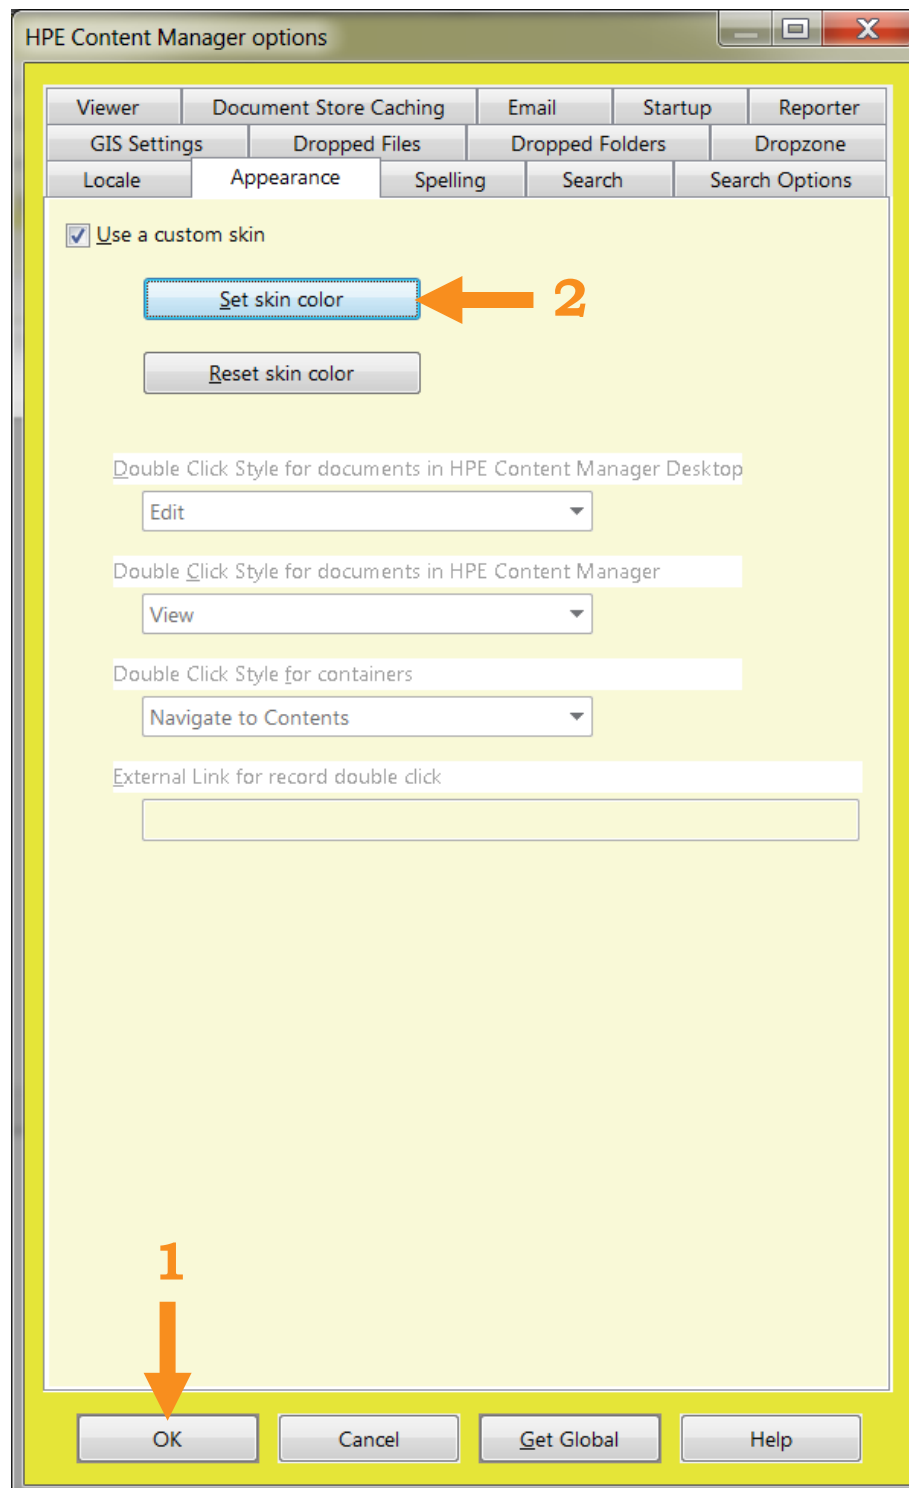 HPE Content Manager options
Viewer Document Store Caching Email Startup Reporter
GIS Settings Dropped Files Dropped Folders Dropzone
Locale Appearance Spelling Search Search Options
Use a custom skin
Set skin color 2
Reset skin color
Double Click Style for documents in HPE Content Manager Desktop
Edit
Double Click Style for documents in HPE Content Manager
View
Double Click Style for containers
Navigate to Contents
External Link for record double click
1
OK Cancel Get Global Help